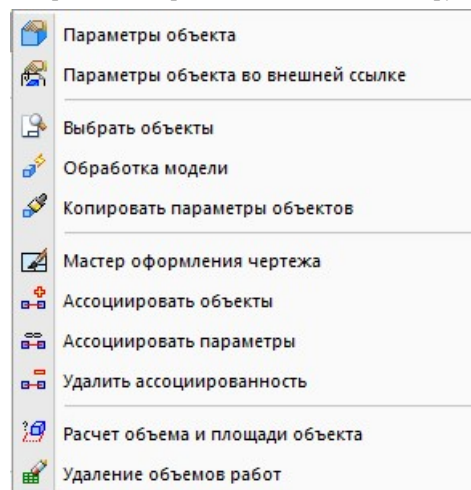 Параметры объекта
Параметры объекта во внешней ссылке
Выбрать объекты
Обработка модели
Копировать параметры объектов
Мастер оформления чертежа
Ассоциировать объекты
Ассоциировать параметры
Удалить ассоциированность
Расчет объема и площади объекта
Удаление объемов работ